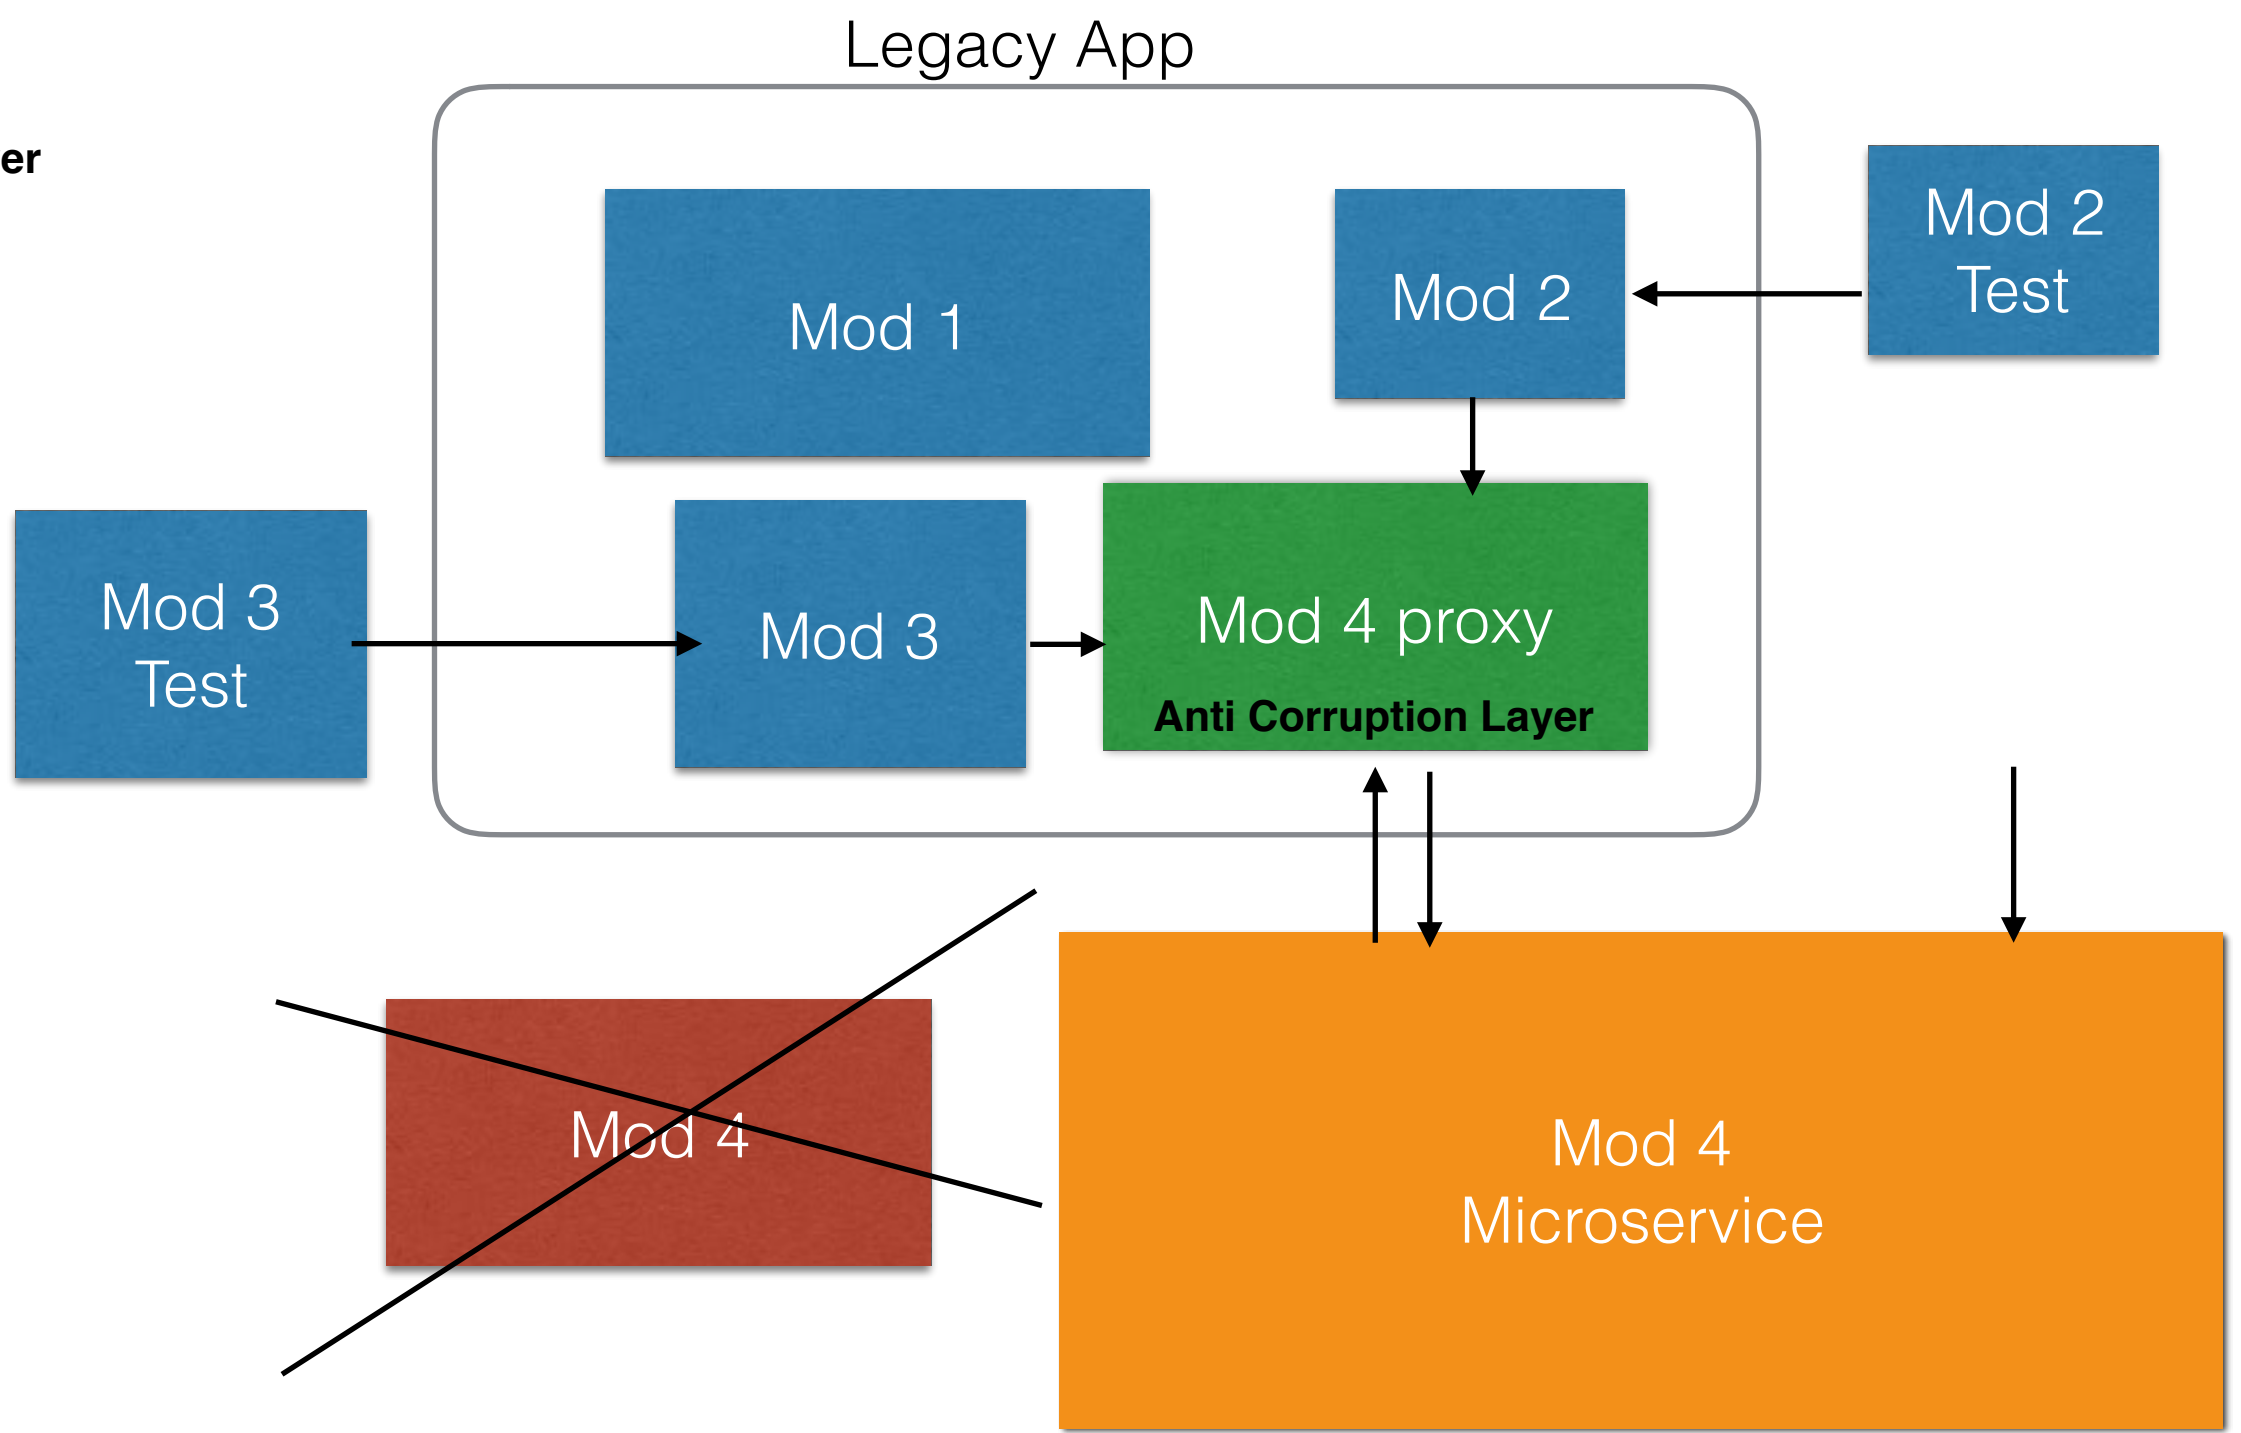 Legacy App
er
Mod 1
Mod 2
Mod 2
Test
Mod 3
Test
Mod 3
Mod 4 proxy
Anti Corruption Layer
Mod 4
Mod 4
Microservice